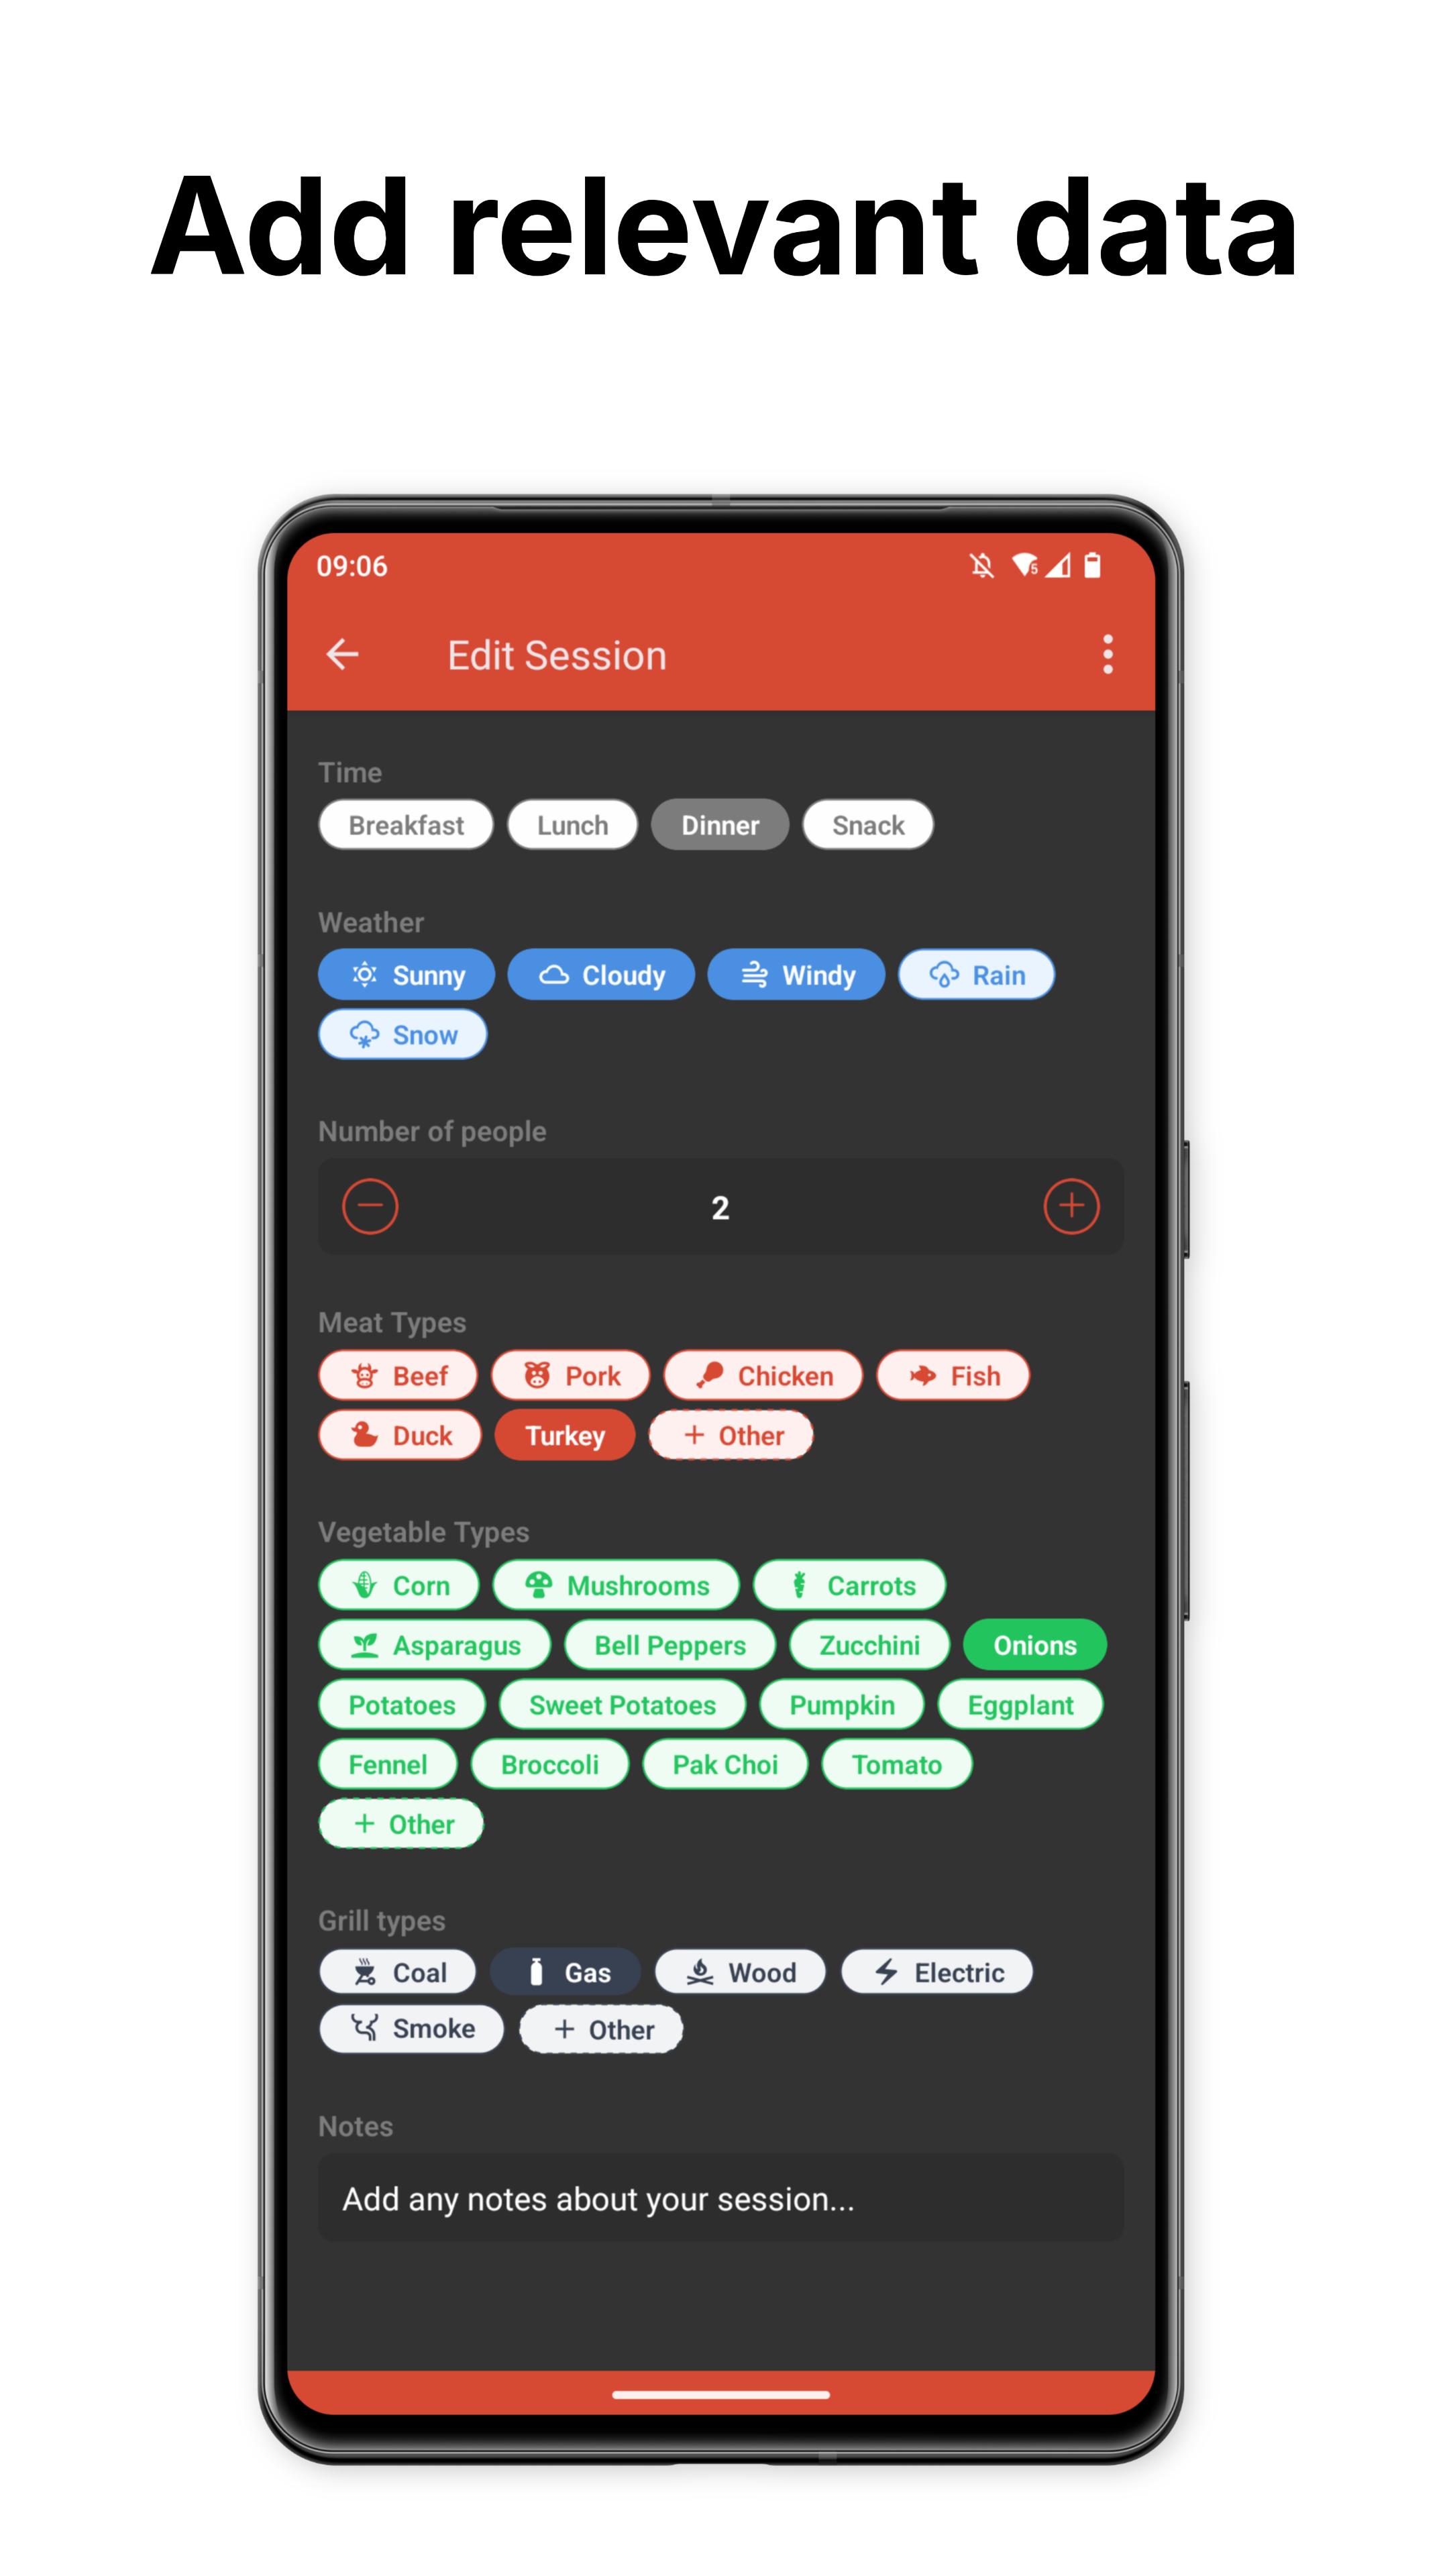 Add relevant data
09:06
5
Edit Session
Time
Breakfast Lunch Dinner Snack
Weather
Sunny Cloudy Windy Rain
Snow
Number of people
2
Meat Types
Beef Pork Chicken Fish
Duck Turkey + Other
Vegetable Types
Corn Mushrooms Carrots
Asparagus Bell Peppers Zucchini Onions
Potatoes Sweet Potatoes Pumpkin Eggplant
Fennel Broccoli Pak Choi Tomato
+ Other
Grill types
Coal Gas Wood Electric
Smoke + Other
Notes
Add any notes about your session...